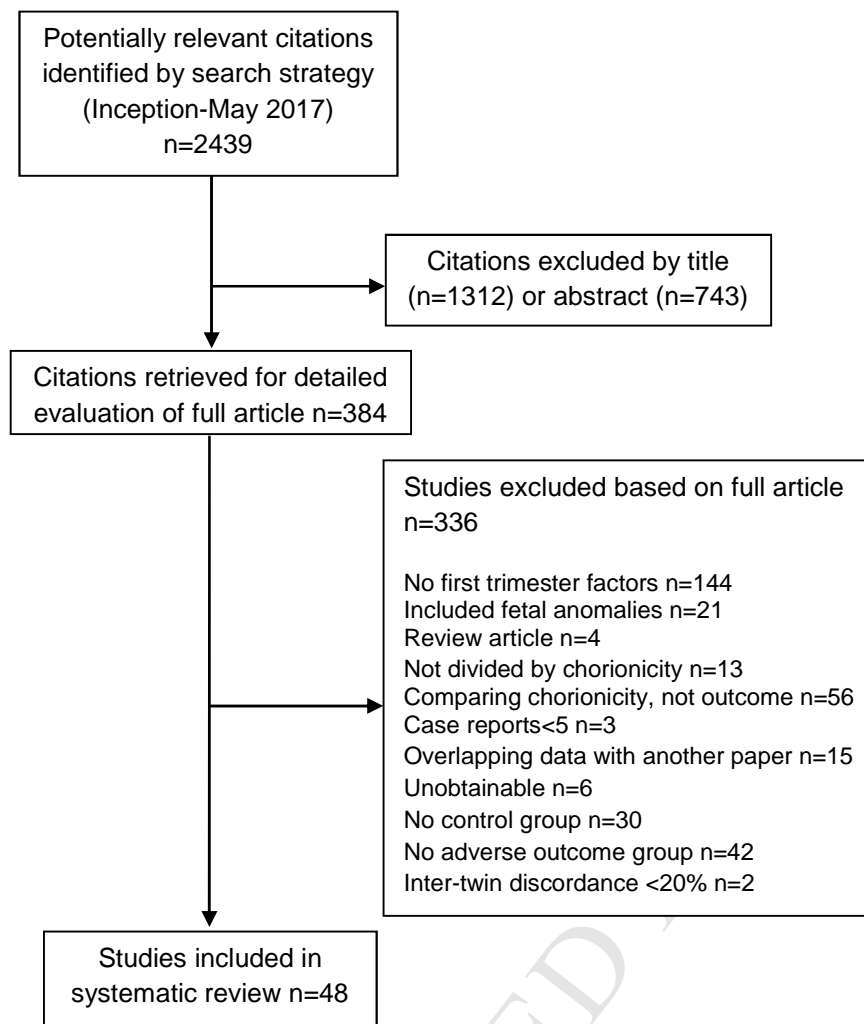 Potentially relevant citations
identified by search strategy
(Inception-May 2017)
n=2439
Citations excluded by title
(n=1312) or abstract (n=743)
Citations retrieved for detailed
evaluation of full article n=384
Studies excluded based on full article
n=336
No first trimester factors n=144
Included fetal anomalies n=21
Review article n=4
Not divided by chorionicity n=13
Comparing chorionicity, not outcome n=56
Case reports<5 n=3
Overlapping data with another paper n=15
Unobtainable n=6
No control group n=30
No adverse outcome group n=42
Inter-twin discordance <20% n=2
Studies included in
systematic review n=48